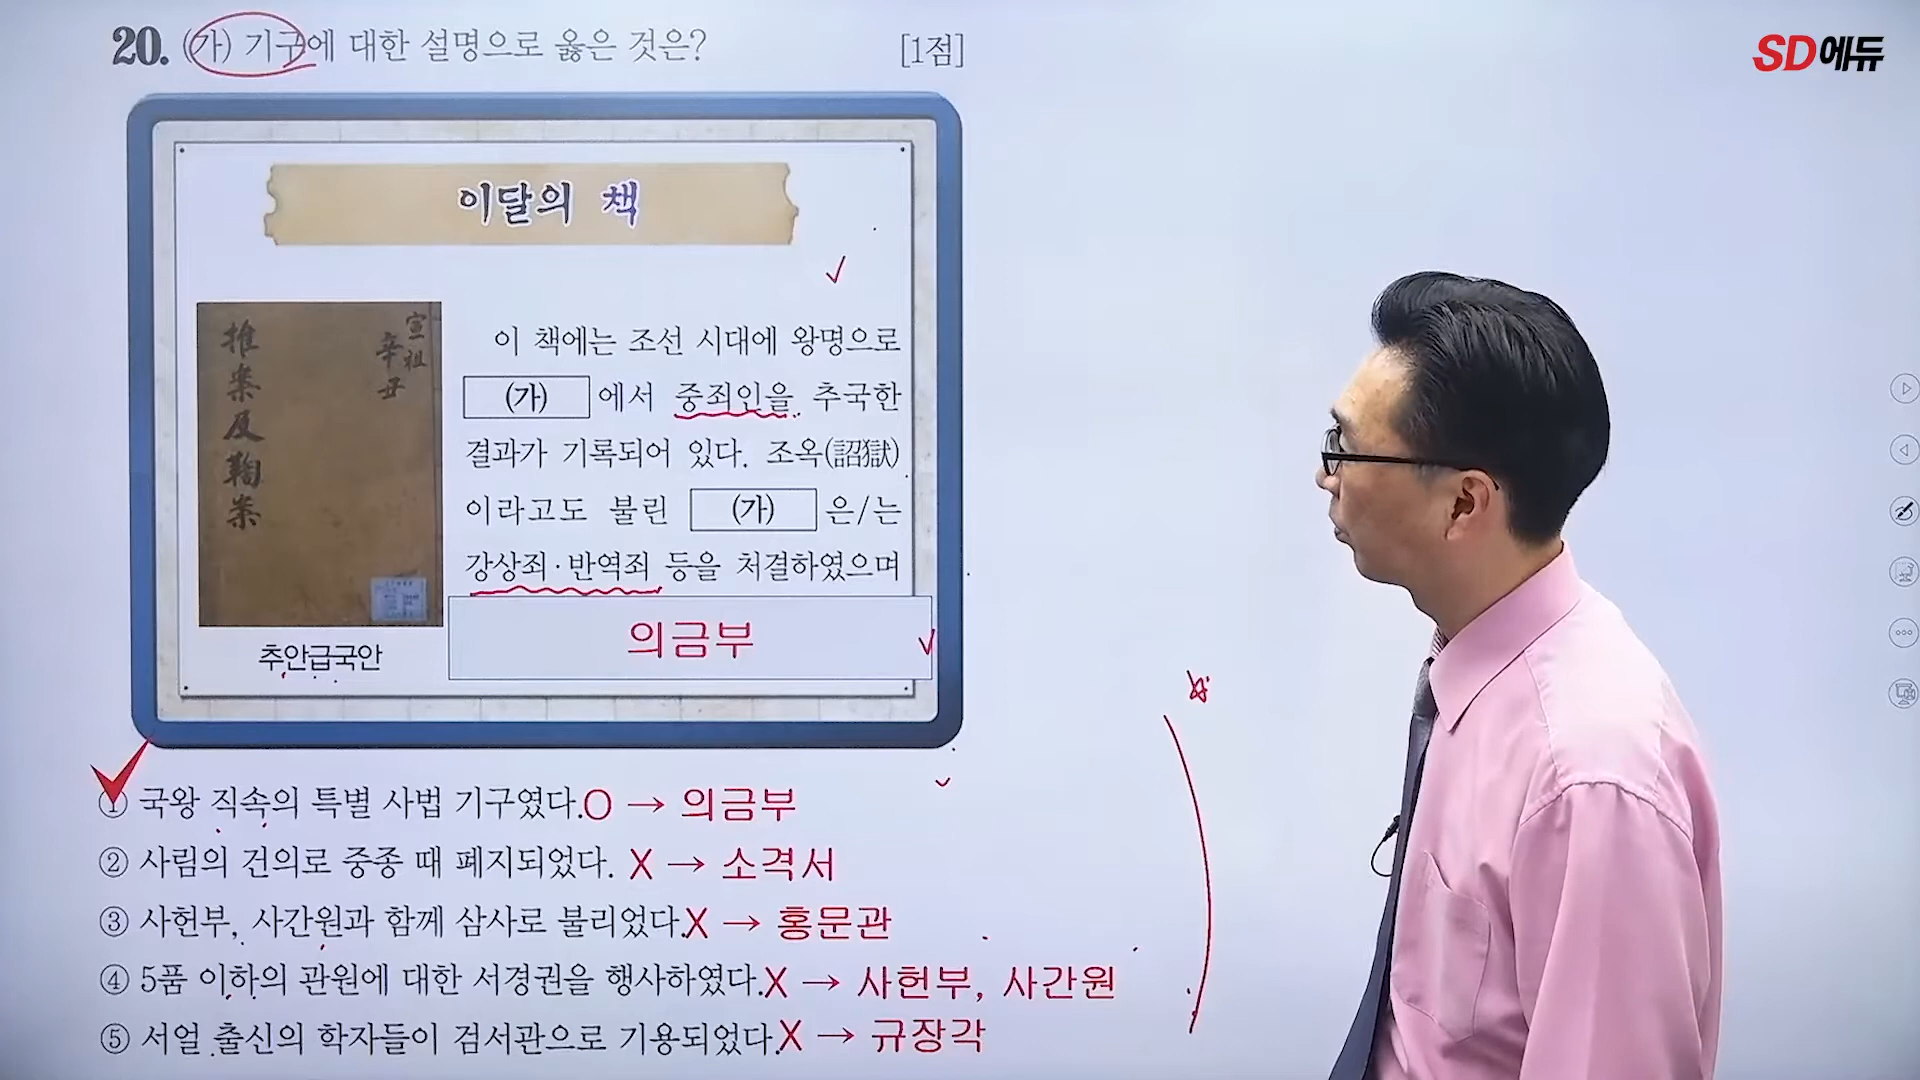 20. (가) 기구에 대한 설명으로 옳은 것은? [1점]
SD에듀
이달의 책
推案及鞫案
宣祖
辛丑
추안급국안
이 책에는 조선 시대에 왕명으로
(가) 에서 중죄인을 추국한
결과가 기록되어 있다. 조옥(詔獄)
이라고도 불린 (가) 은/는
강상죄·반역죄 등을 처결하였으며
의금부
① 국왕 직속의 특별 사법 기구였다.O → 의금부
② 사림의 건의로 중종 때 폐지되었다. X → 소격서
③ 사헌부, 사간원과 함께 삼사로 불리었다.X → 홍문관
④ 5품 이하의 관원에 대한 서경권을 행사하였다.X → 사헌부, 사간원
⑤ 서얼 출신의 학자들이 검서관으로 기용되었다.X → 규장각